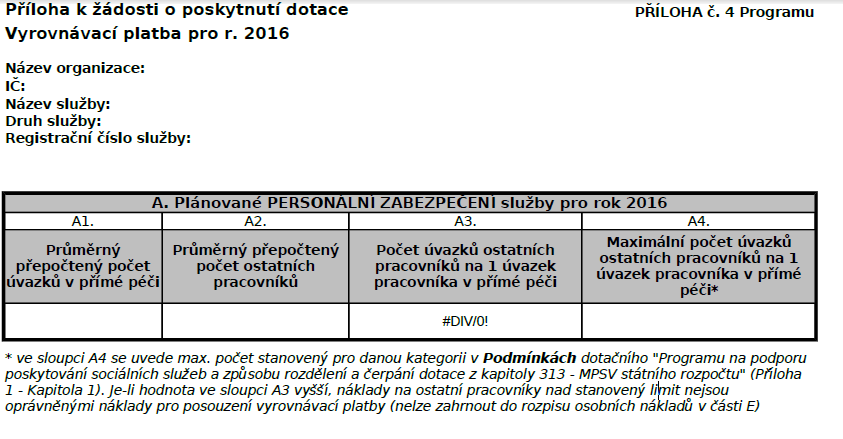 Příloha k žádosti o poskytnutí dotace
PŘÍLOHA č. 4 Programu
Vyrovnávací platba pro r. 2016
Název organizace:
IČ:
Název služby:
Druh služby:
Registrační číslo služby:
A. Plánované PERSONÁLNÍ ZABEZPEČENÍ služby pro rok 2016
A1. A2. A3. A4.
Průměrný
přepočtený počet
úvazků v přímé péči
Průměrný přepočtený
počet ostatních
pracovníků
Počet úvazků ostatních
pracovníků na 1 úvazek
pracovníka v přímé péči
Maximální počet úvazků
ostatních pracovníků na 1
úvazek pracovníka v přímé
péči*
#DIV/0!
* ve sloupci A4 se uvede max. počet stanovený pro danou kategorii v Podmínkách dotačního "Programu na podporu
poskytování sociálních služeb a způsobu rozdělení a čerpání dotace z kapitoly 313 - MPSV státního rozpočtu" (Příloha
1 - Kapitola 1). Je-li hodnota ve sloupci A3 vyšší, náklady na ostatní pracovníky nad stanovený limit nejsou
oprávněnými náklady pro posouzení vyrovnávací platby (nelze zahrnout do rozpisu osobních nákladů v části E)